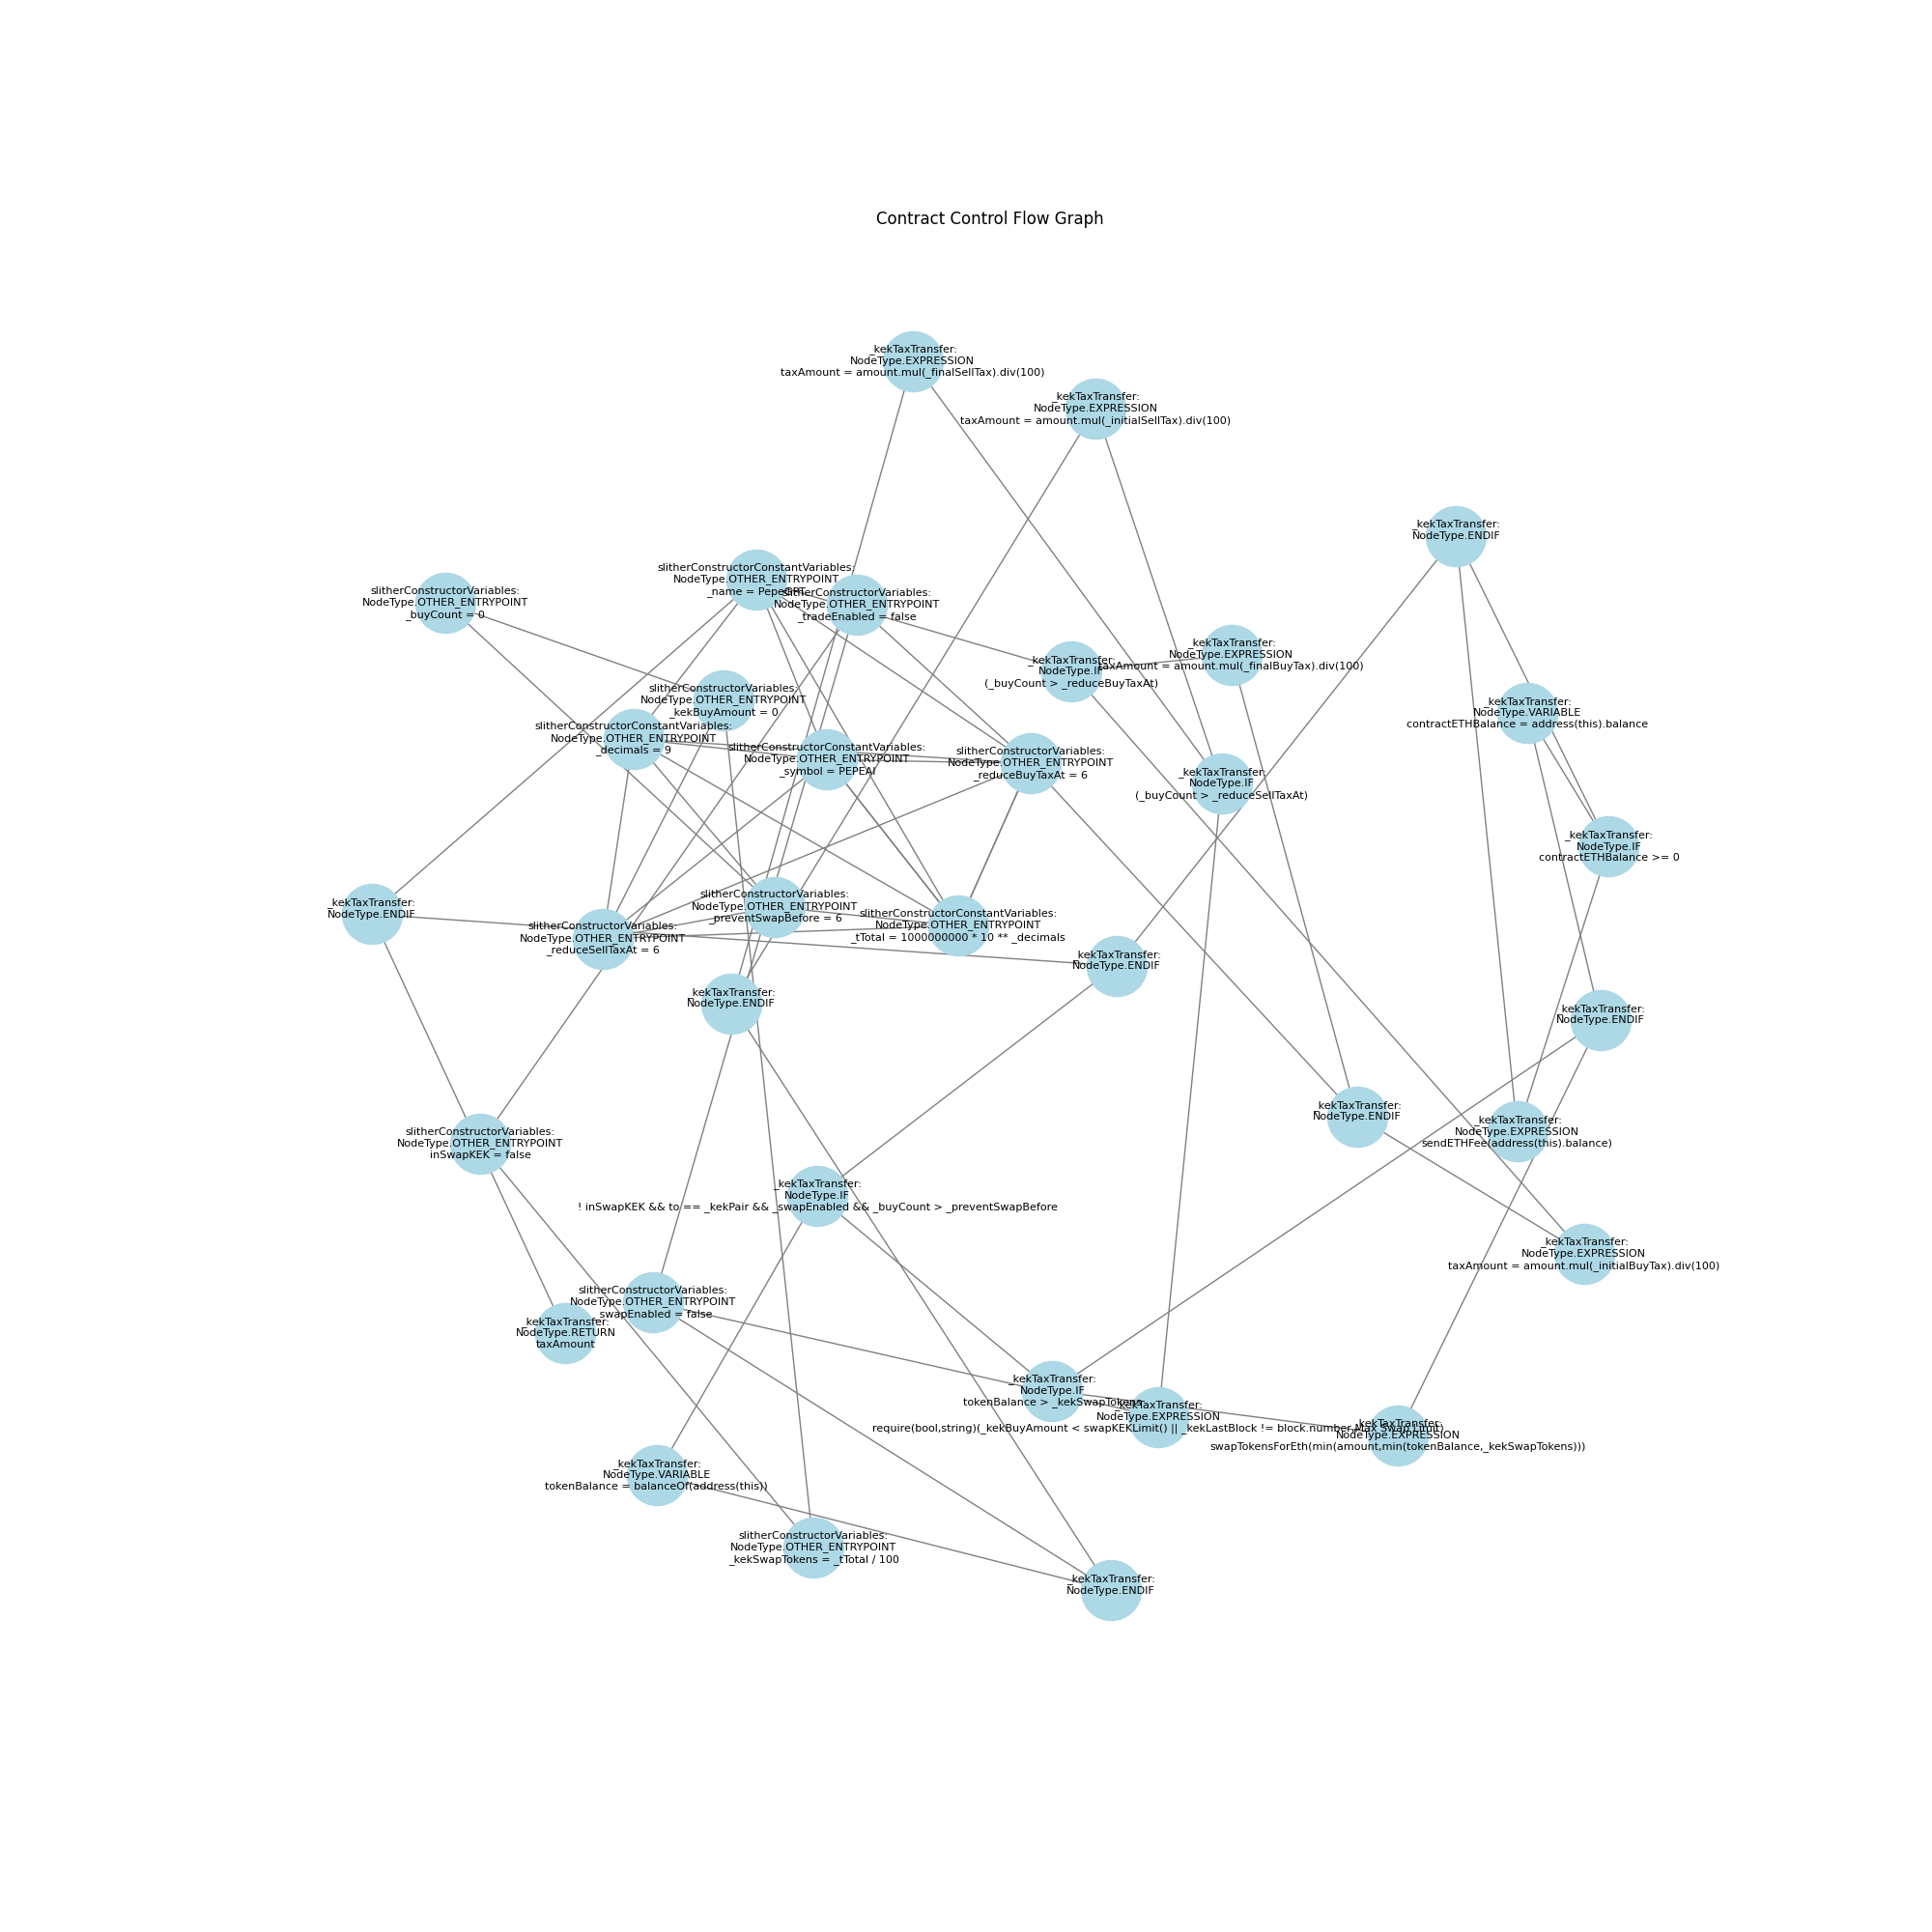 Contract Control Flow Graph
_kekTaxTransfer:
NodeType.EXPRESSION
taxAmount = amount.mul(_finalSellTax).div(100)
_kekTaxTransfer:
NodeType.EXPRESSION
taxAmount = amount.mul(_initialSellTax).div(100)
_kekTaxTransfer:
NodeType.ENDIF
slitherConstructorConstantVariables:
NodeType.OTHER_ENTRYPOINT
_name =
slitherConstructorVariables:
NodeType.OTHER_ENTRYPOINT
_tradeEnabled = false
slitherConstructorVariables:
NodeType.OTHER_ENTRYPOINT
_buyCount = 0
_kekTaxTransfer:
NodeType.EXPRESSION
taxAmount = amount.mul(_finalBuyTax).div(100)
_kekTaxTransfer:
NodeType.IF
(_buyCount > _reduceBuyTaxAt)
slitherConstructorVariables:
NodeType.OTHER_ENTRYPOINT
_kekBuyAmount = 0
_kekTaxTransfer:
NodeType.VARIABLE
contractETHBalance = address(this).balance
slitherConstructorConstantVariables:
NodeType.OTHER_ENTRYPOINT
_decimals = 9
slitherConstructorConstantVariables:
NodeType.OTHER_ENTRYPOINT
_symbol = PEPEAI
slitherConstructorVariables:
NodeType.OTHER_ENTRYPOINT
_reduceBuyTaxAt = 6
_kekTaxTransfer:
NodeType.IF
(_buyCount > _reduceSellTaxAt)
_kekTaxTransfer:
NodeType.IF
contractETHBalance >= 0
_kekTaxTransfer:
NodeType.ENDIF
slitherConstructorVariables:
NodeType.OTHER_ENTRYPOINT
_preventSwapBefore = 6
slitherConstructorConstantVariables:
NodeType.OTHER_ENTRYPOINT
_tTotal = 1000000000 * 10 ** _decimals
slitherConstructorVariables:
NodeType.OTHER_ENTRYPOINT
_reduceSellTaxAt = 6
_kekTaxTransfer:
NodeType.ENDIF
_kekTaxTransfer:
NodeType.ENDIF
_kekTaxTransfer:
NodeType.ENDIF
_kekTaxTransfer:
NodeType.ENDIF
_kekTaxTransfer:
NodeType.EXPRESSION
sendETHFee(address(this).balance)
slitherConstructorVariables:
NodeType.OTHER_ENTRYPOINT
inSwapKEK = false
_kekTaxTransfer:
NodeType.IF
! inSwapKEK && to == _kekPair && _swapEnabled && _buyCount > _preventSwapBefore
_kekTaxTransfer:
NodeType.EXPRESSION
taxAmount = amount.mul(_initialBuyTax).div(100)
slitherConstructorVariables:
NodeType.OTHER_ENTRYPOINT
_swapEnabled = false
_kekTaxTransfer:
NodeType.RETURN
taxAmount
_kekTaxTransfer:
NodeType.IF
tokenBalance > _kekSwapTokens
_kekTaxTransfer:
NodeType.EXPRESSION
require(bool,string)(_kekBuyAmount < swapKEKLimit() || _kekLastBlock != block.number,Max Swap Limit)
_kekTaxTransfer:
NodeType.EXPRESSION
swapTokensForEth(min(amount,min(tokenBalance,_kekSwapTokens)))
_kekTaxTransfer:
NodeType.VARIABLE
tokenBalance = balanceOf(address(this))
slitherConstructorVariables:
NodeType.OTHER_ENTRYPOINT
_kekSwapTokens = _tTotal / 100
_kekTaxTransfer:
NodeType.ENDIF